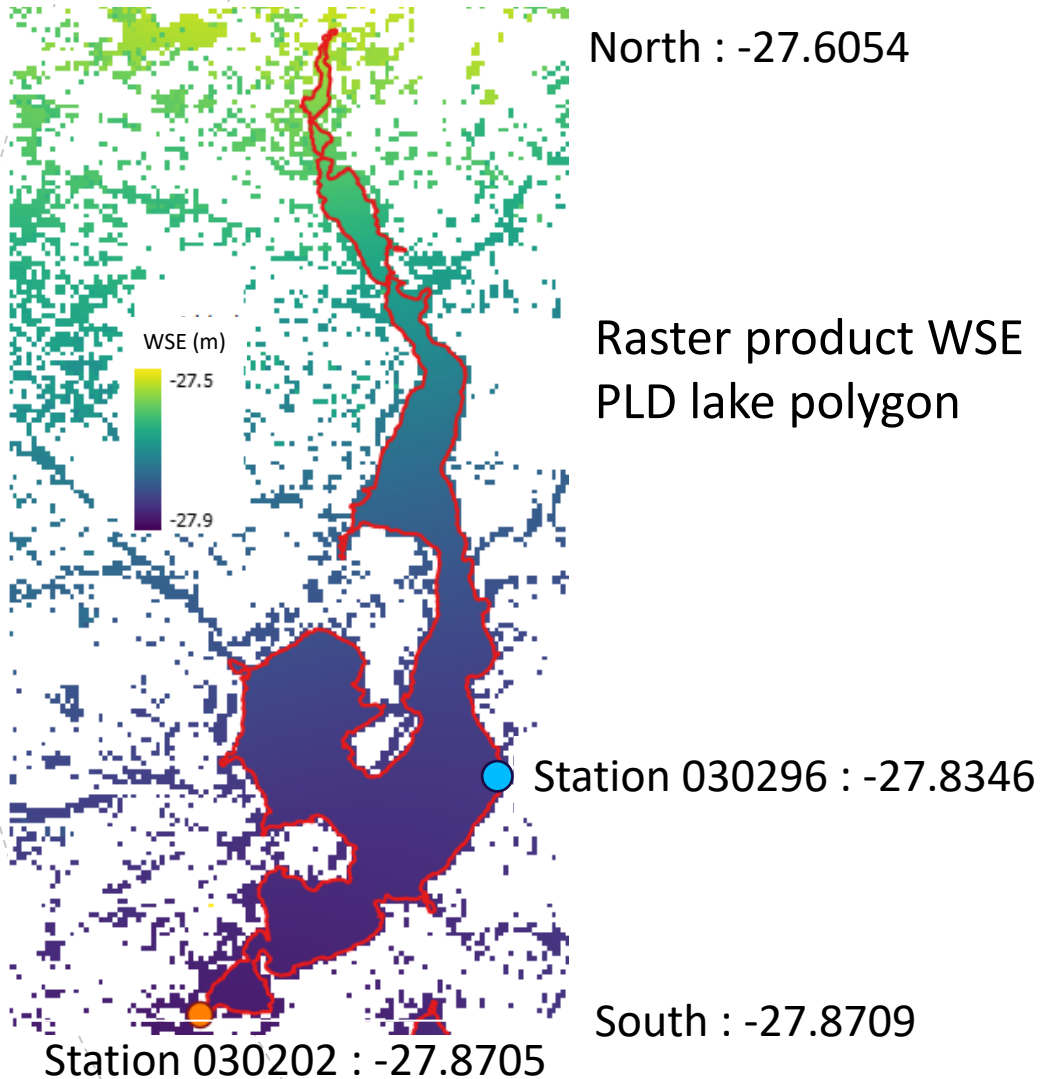 North : -27.6054
Raster product WSE
PLD lake polygon
WSE (m)
-27.5
-27.9
Station 030296 : -27.8346
South : -27.8709
Station 030202 : -27.8705